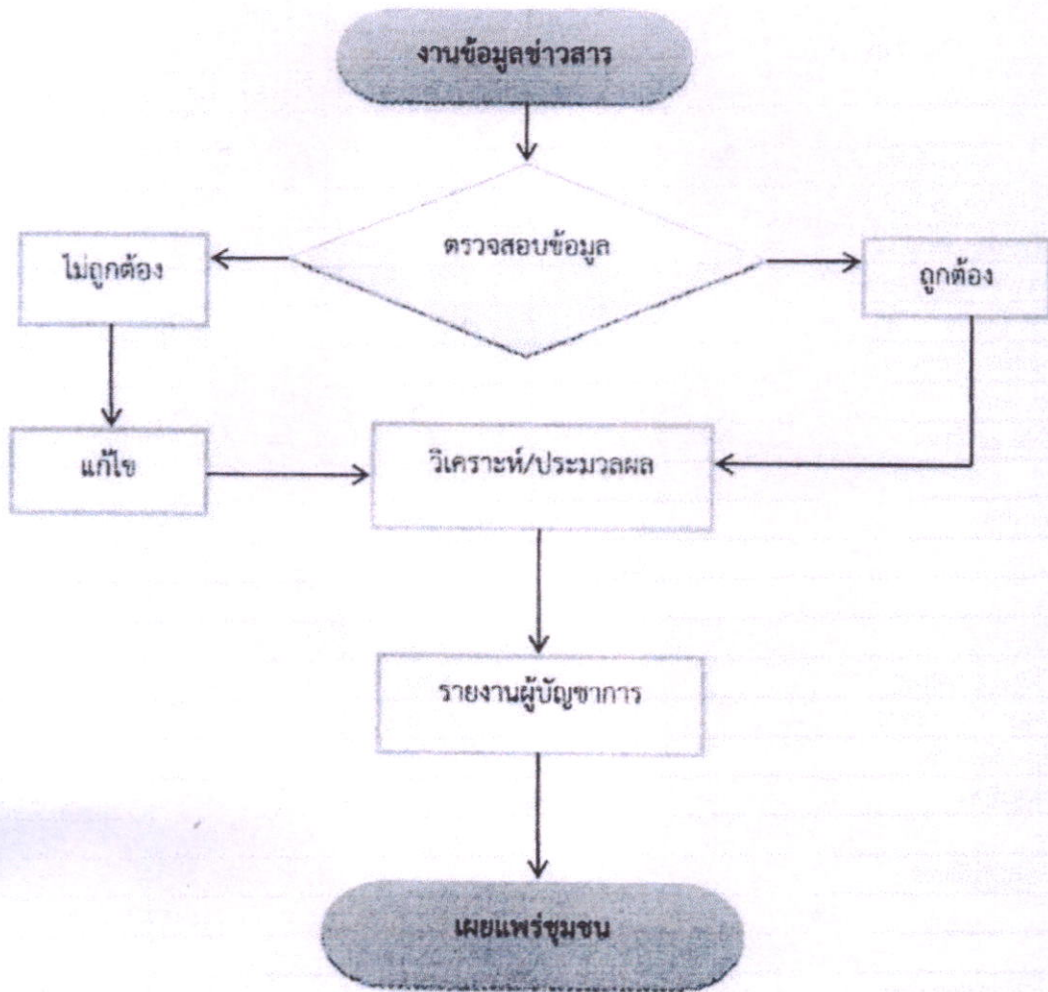 งานข้อมูลข่าวสาร
ตรวจสอบข้อมูล
ไม่ถูกต้อง
ถูกต้อง
แก้ไข
วิเคราะห์/ประมวลผล
รายงานผู้บัญชาการ
เผยแพร่ชุมชน